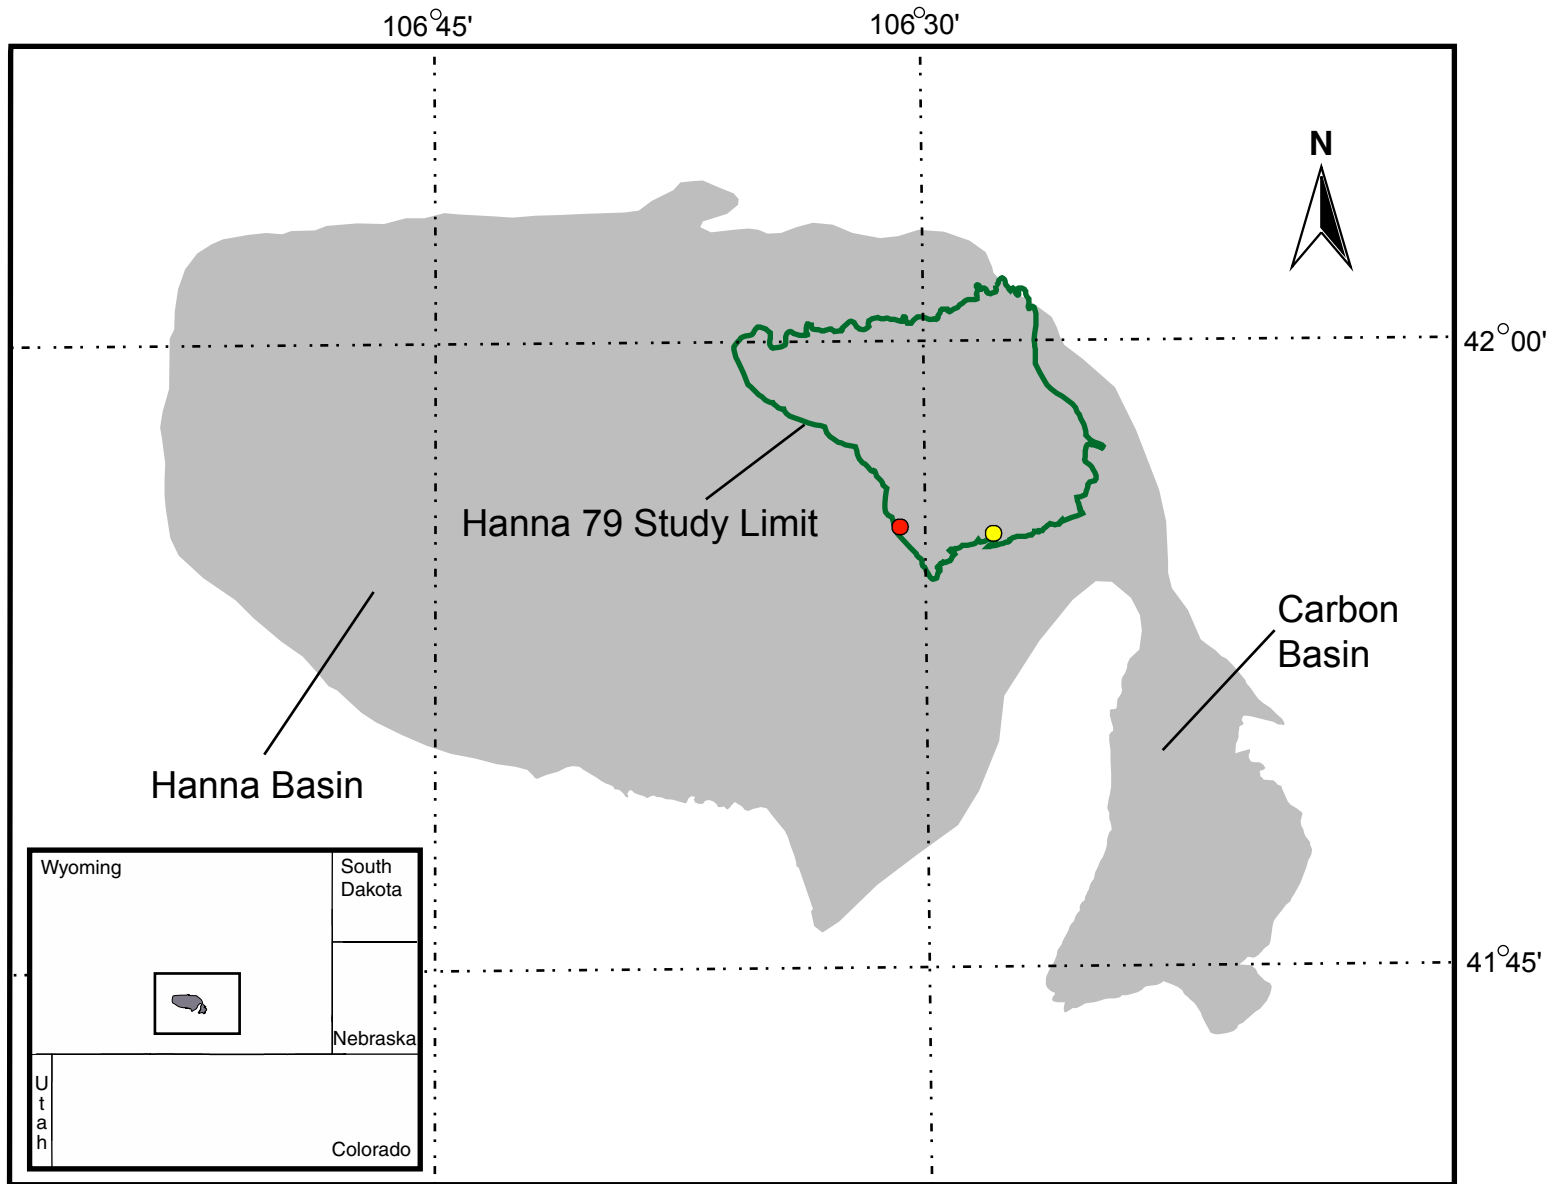 106°45'
106°30'
N
42°00'
Hanna 79 Study Limit
Carbon
Basin
Hanna Basin
Wyoming
South
Dakota
41°45'
Nebraska
Utah
Colorado